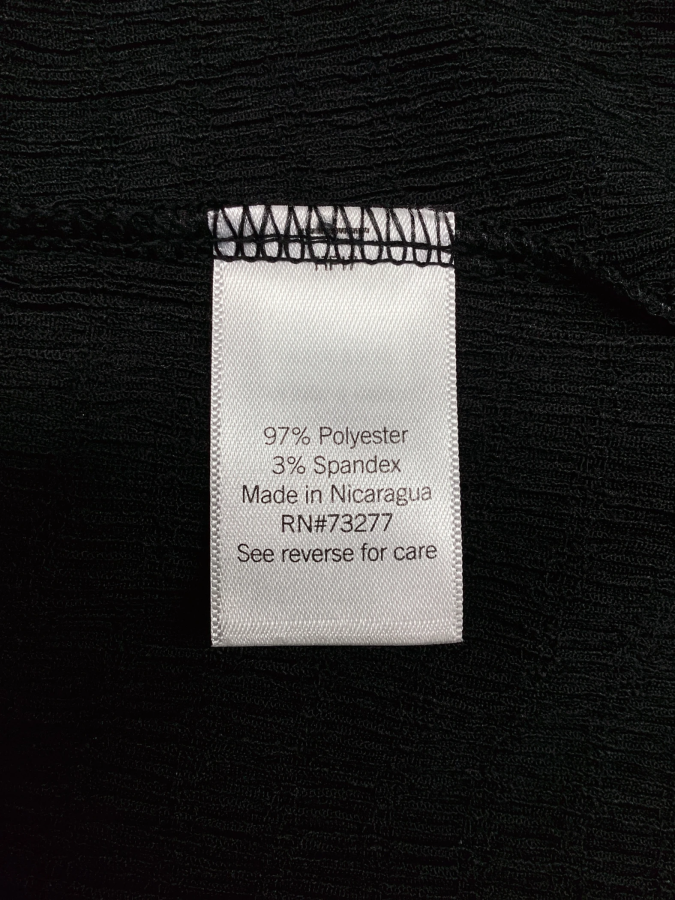 97% Polyester
3% Spandex
Made in Nicaragua
RN#73277
See reverse for care